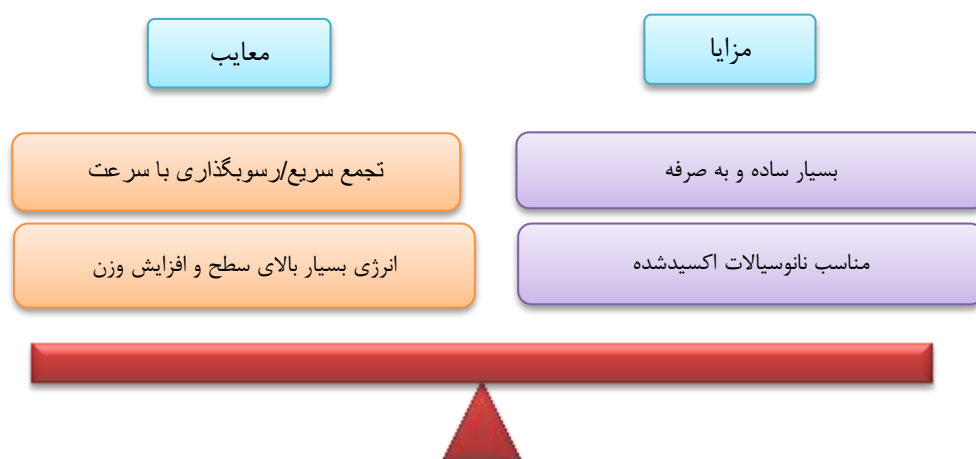 مزایا
معایب
بسیار ساده و به صرفه
تجمع سریع/رسوبگذاری با سرعت
مناسب نانوسیالات اکسیدشده
انرژی بسیار بالای سطح و افزایش وزن